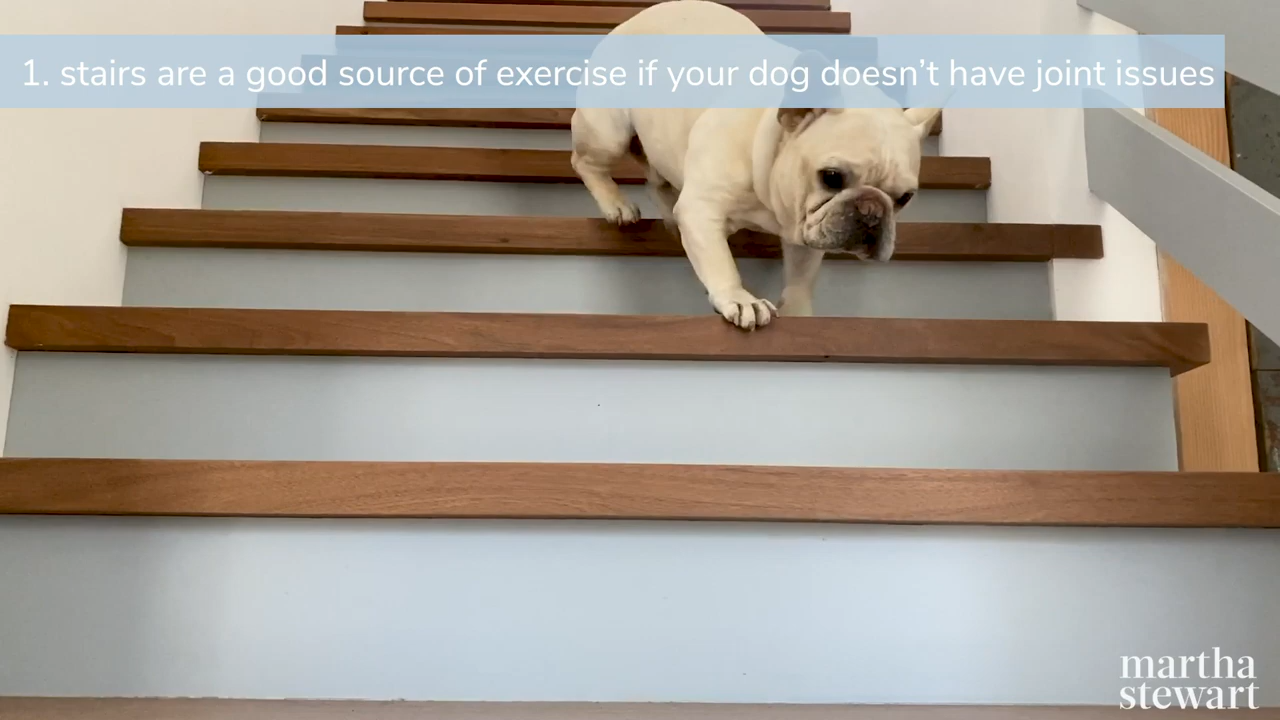 1. stairs are a good source of exercise if your dog doesn’t have joint issues
martha
stewart